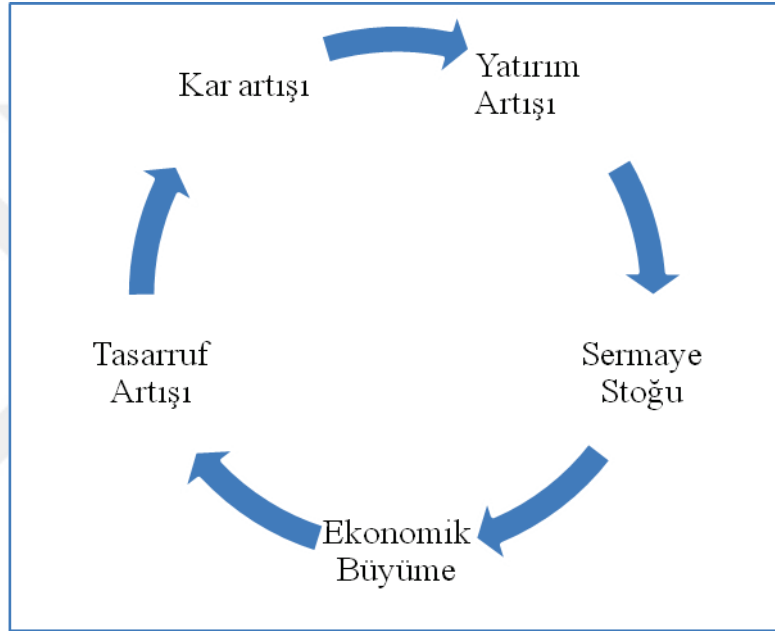 Kar artışı
Yatırım
Artışı
Sermaye
Stoğu
Ekonomik
Büyüme
Tasarruf
Artışı